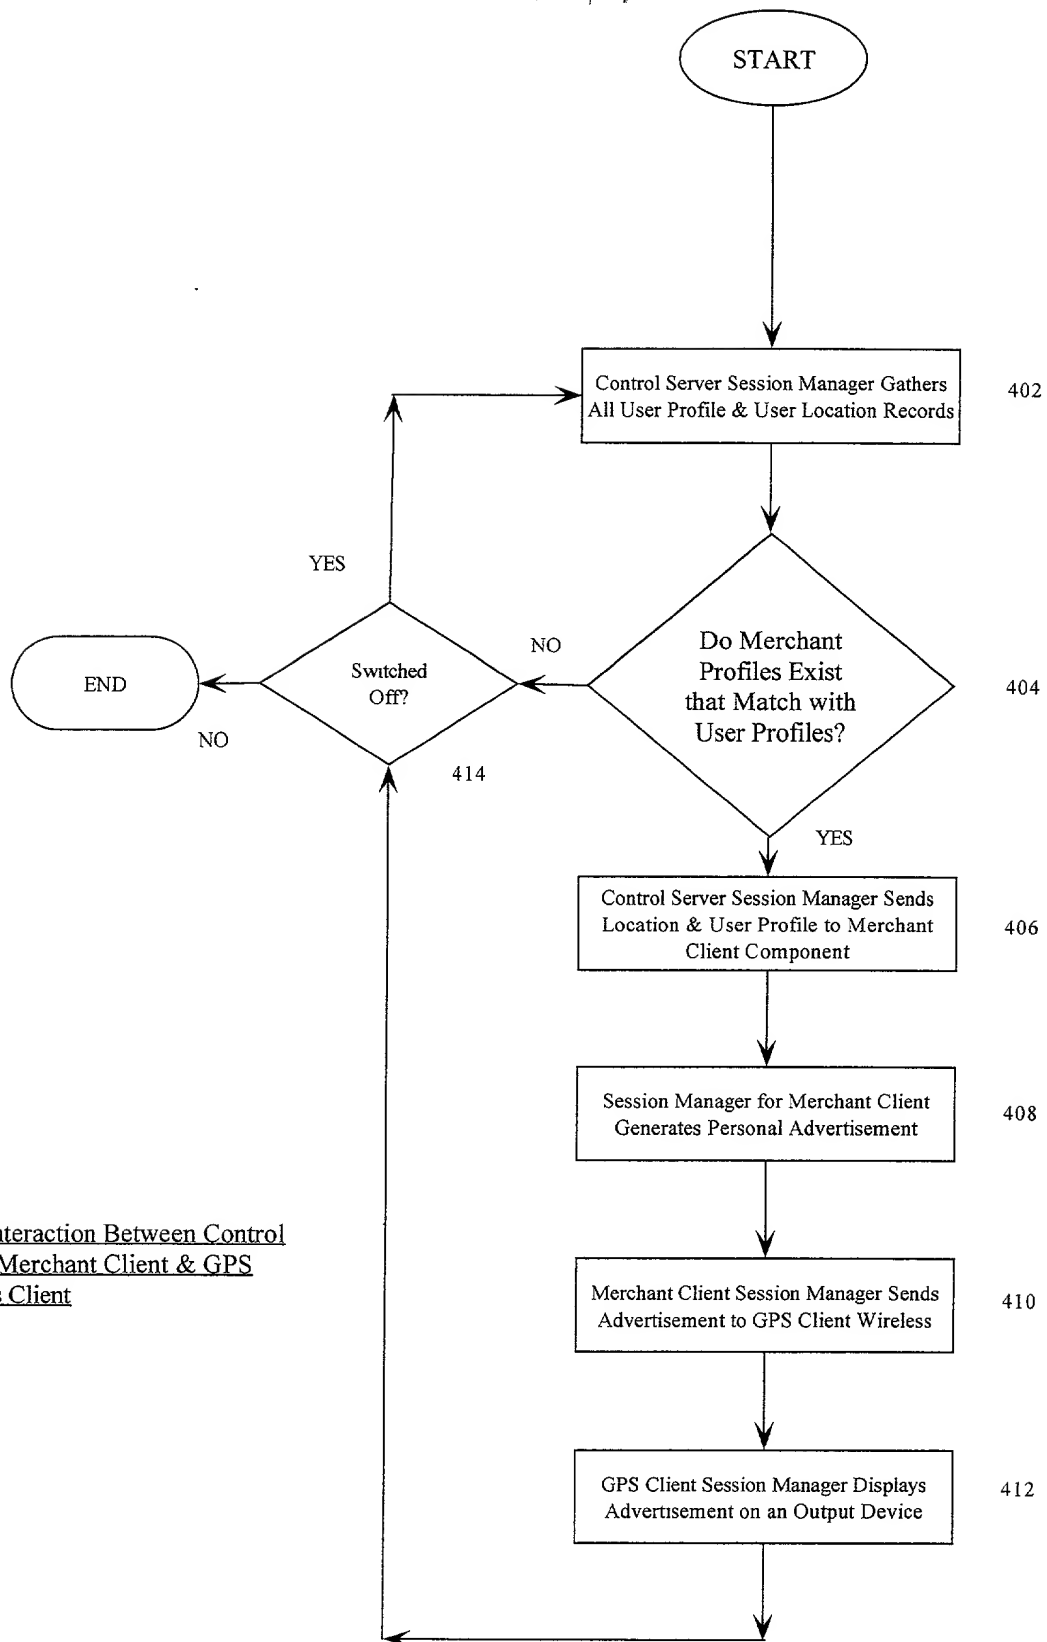 START
Control Server Session Manager Gathers
All User Profile & User Location Records
402
YES
Do Merchant
Profiles Exist
that Match with
User Profiles?
404
NO
Switched
Off?
414
END
NO
YES
Control Server Session Manager Sends
Location & User Profile to Merchant
Client Component
406
Session Manager for Merchant Client
Generates Personal Advertisement
408
Interaction Between Control
Merchant Client & GPS
Client
Merchant Client Session Manager Sends
Advertisement to GPS Client Wireless
410
GPS Client Session Manager Displays
Advertisement on an Output Device
412